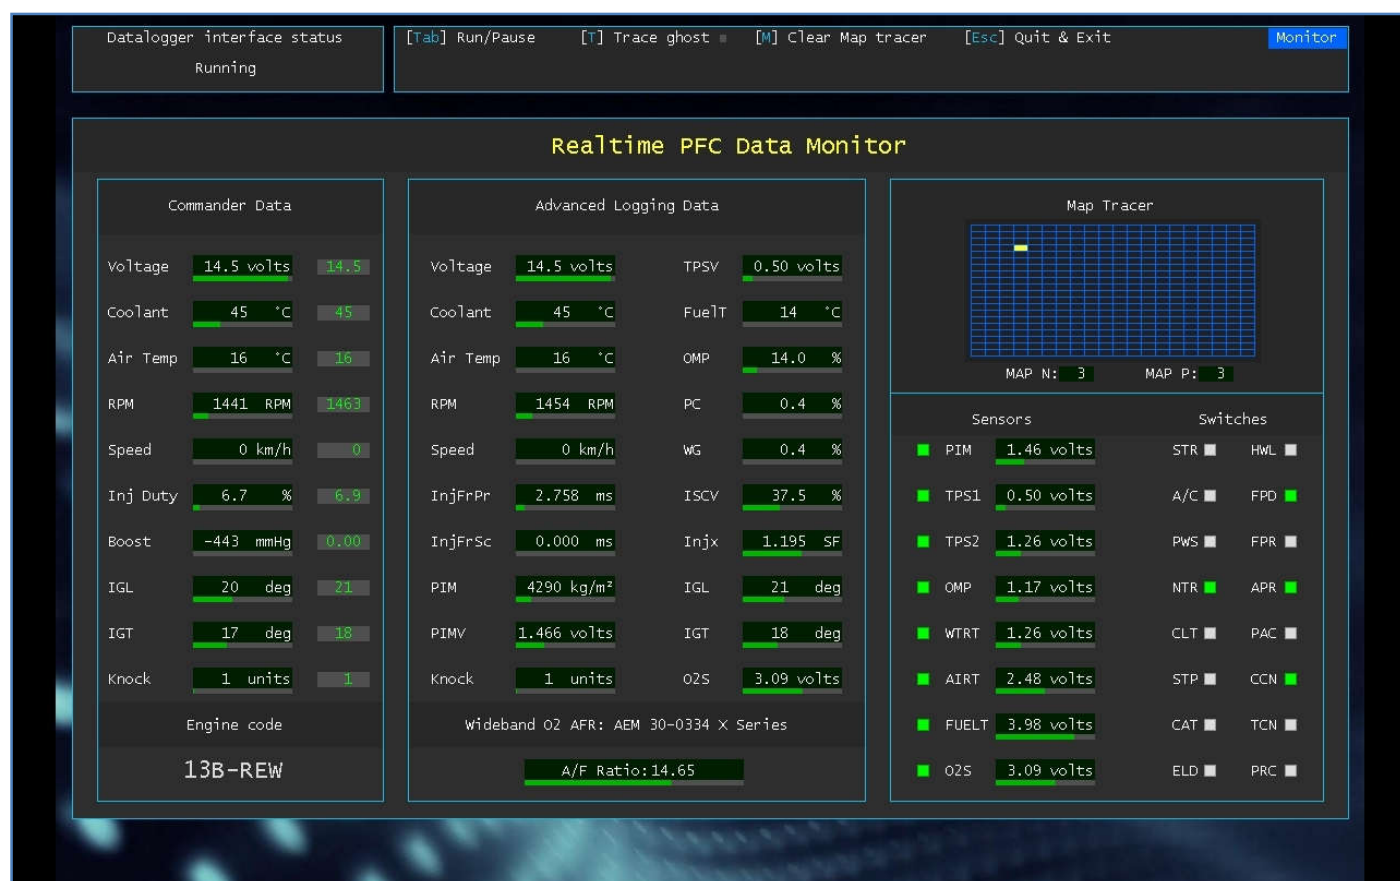 Datalogger interface status
Running
[Tab] Run/Pause [T] Trace ghost [M] Clear Map tracer [Esc] Quit & Exit Monitor
Realtime PFC Data Monitor
Commander Data
Voltage 14.5 volts 14.5
Coolant 45 °C 45
Air Temp 16 °C 16
RPM 1441 RPM 1463
Speed 0 km/h 0
Inj Duty 6.7 % 6.9
Boost -443 mmHg 0.00
IGL 20 deg 21
IGT 17 deg 18
Knock 1 units 1
Engine code
13B-REW
Advanced Logging Data
Voltage 14.5 volts TPSV 0.50 volts
Coolant 45 °C FuelT 14 °C
Air Temp 16 °C OMP 14.0 %
RPM 1454 RPM PC 0.4 %
Speed 0 km/h WG 0.4 %
InjFrPr 2.758 ms ISCV 37.5 %
InjFrSc 0.000 ms Injx 1.195 SF
PIM 4290 kg/m² IGL 21 deg
PIMV 1.466 volts IGT 18 deg
Knock 1 units O2S 3.09 volts
Wideband O2 AFR: AEM 30-0334 X Series
A/F Ratio:14.65
Map Tracer
MAP N: 3 MAP P: 3
Sensors Switches
PIM 1.46 volts STR HWL
TPS1 0.50 volts A/C FPD
TPS2 1.26 volts PWS FPR
OMP 1.17 volts NTR APR
WTRT 1.26 volts CLT PAC
AIRT 2.48 volts STP CCN
FUELT 3.98 volts CAT TCN
O2S 3.09 volts ELD PRC